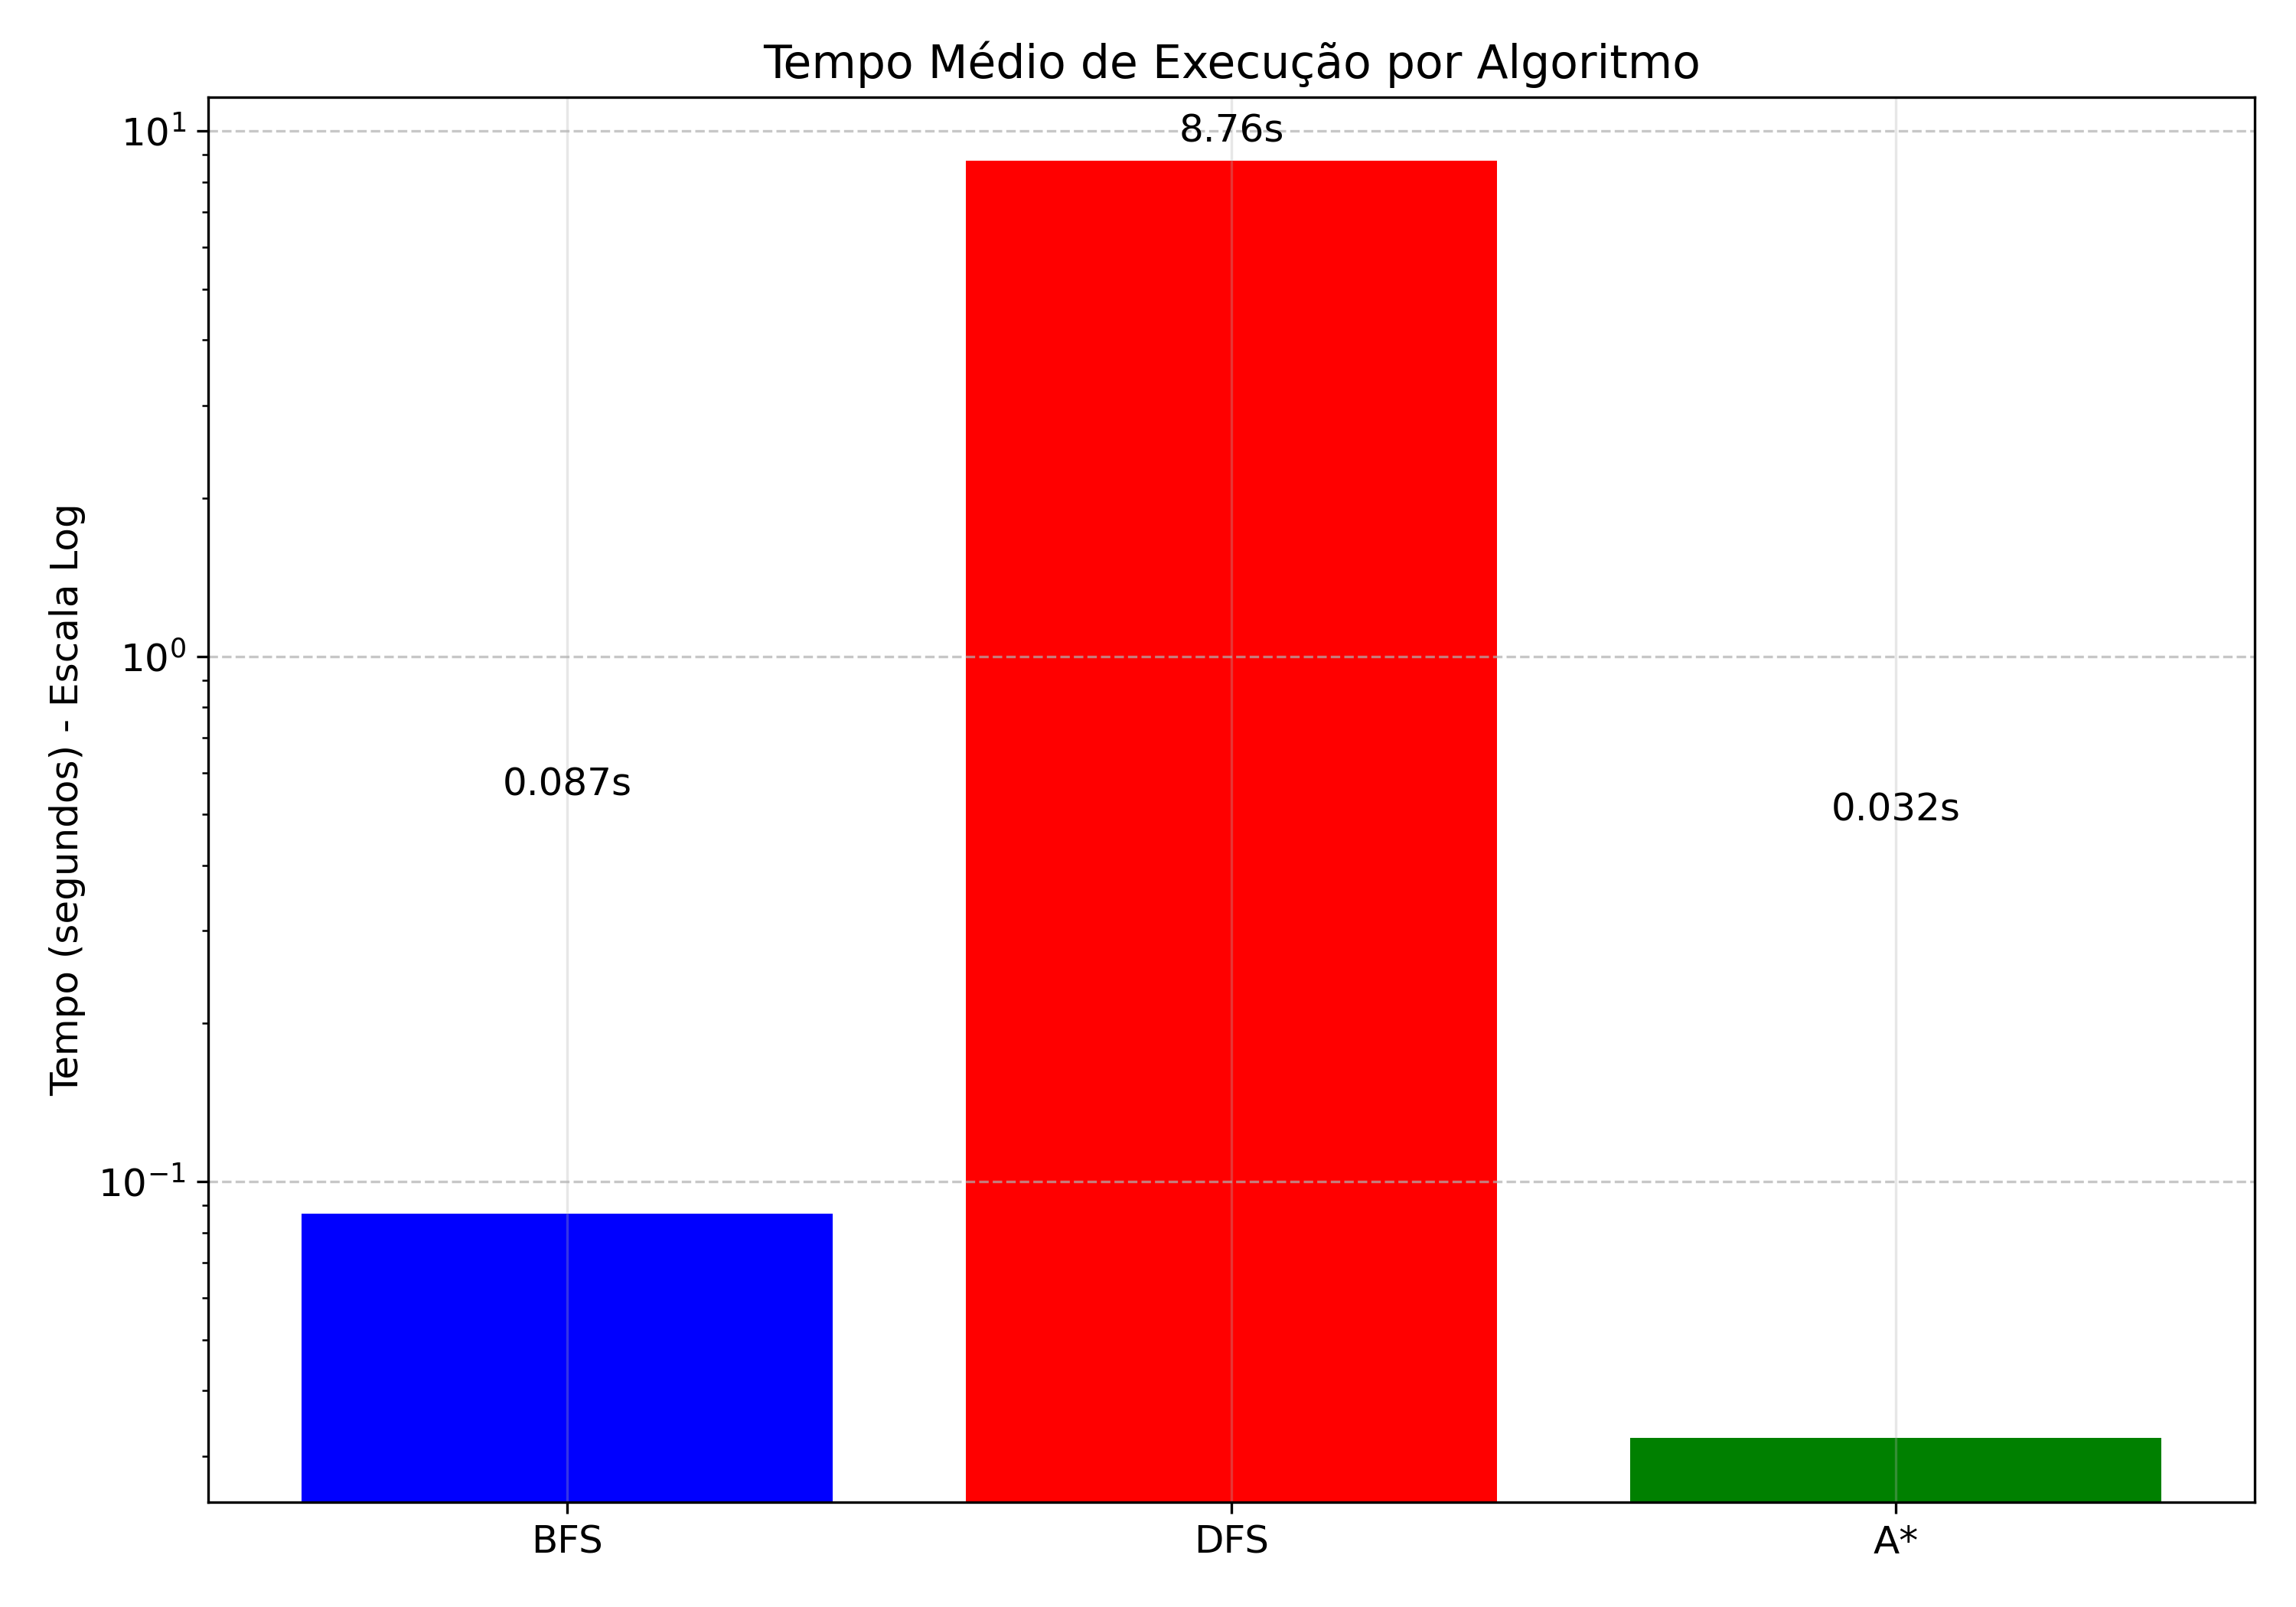 Tempo Médio de Execução por Algoritmo
10¹
8.76s
10⁰
Tempo (segundos) - Escala Log
0.087s
0.032s
10⁻¹
BFS
DFS
A*